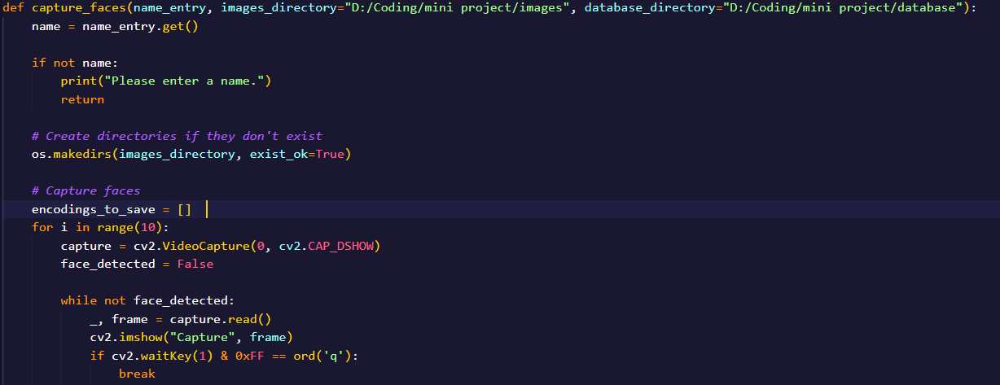 def capture_faces(name_entry, images_directory="D:/Coding/mini project/images", database_directory="D:/Coding/mini project/database"):
    name = name_entry.get()

    if not name:
        print("Please enter a name.")
        return

    # Create directories if they don't exist
    os.makedirs(images_directory, exist_ok=True)

    # Capture faces
    encodings_to_save = []
    for i in range(10):
        capture = cv2.VideoCapture(0, cv2.CAP_DSHOW)
        face_detected = False

        while not face_detected:
            _, frame = capture.read()
            cv2.imshow("Capture", frame)
            if cv2.waitKey(1) & 0xFF == ord('q'):
                break